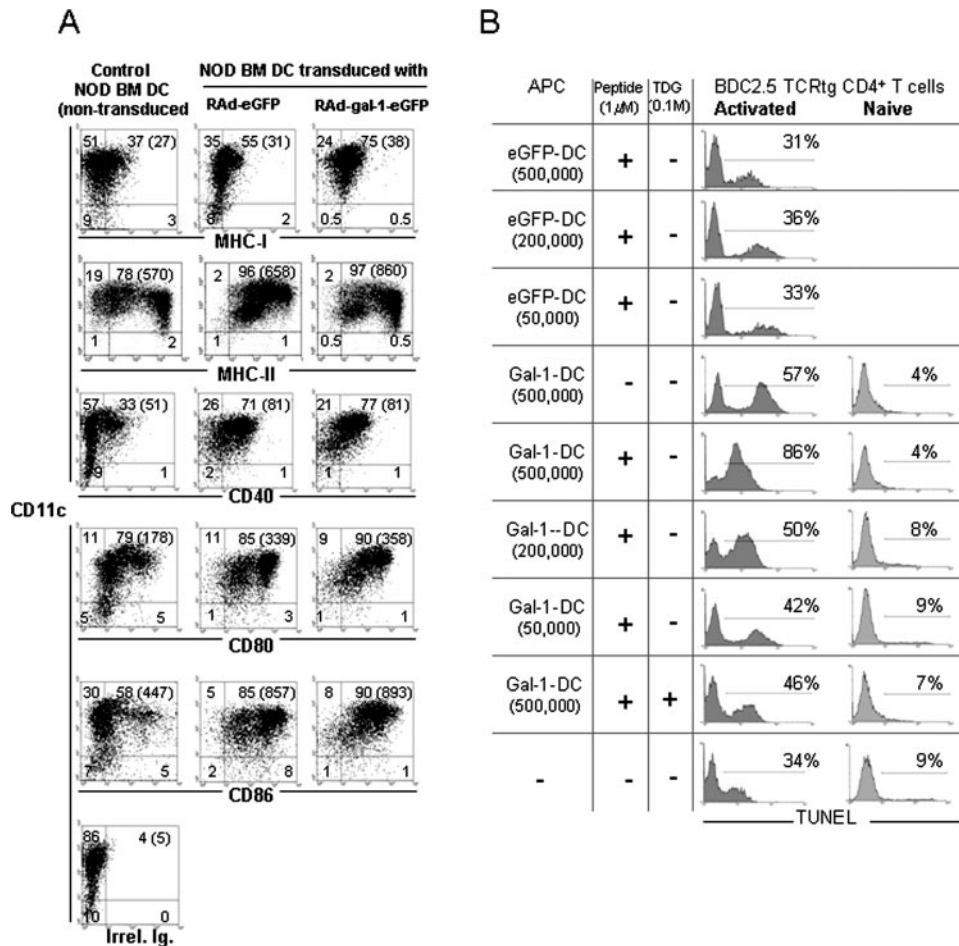 A
Control
NOD BM DC
(non-transduced
NOD BM DC transduced with
RAd-eGFP
RAd-gal-1-eGFP
51 37 (27)
9 3
35 55 (31)
8 2
24 75 (38)
0.5 0.5
MHC-I
19 78 (570)
1 2
2 96 (658)
1 1
2 97 (860)
0.5 0.5
MHC-II
57 33 (51)
9 1
26 71 (81)
2 1
21 77 (81)
1 1
CD40
CD11c
11 79 (178)
5 5
11 85 (339)
1 3
9 90 (358)
1 1
CD80
30 58 (447)
7 5
5 85 (857)
2 8
8 90 (893)
1 1
CD86
86 4 (5)
10 0
Irrel. Ig.
B
APC
Peptide
(1 μM)
TDG
(0.1M)
BDC2.5 TCRtg CD4+ T cells
Activated Naive
eGFP-DC
(500,000)
+ - 31%
eGFP-DC
(200,000)
+ - 36%
eGFP-DC
(50,000)
+ - 33%
Gal-1-DC
(500,000)
- - 57% 4%
Gal-1-DC
(500,000)
+ - 86% 4%
Gal-1--DC
(200,000)
+ - 50% 8%
Gal-1-DC
(50,000)
+ - 42% 9%
Gal-1-DC
(500,000)
+ + 46% 7%
- - - 34% 9%
TUNEL